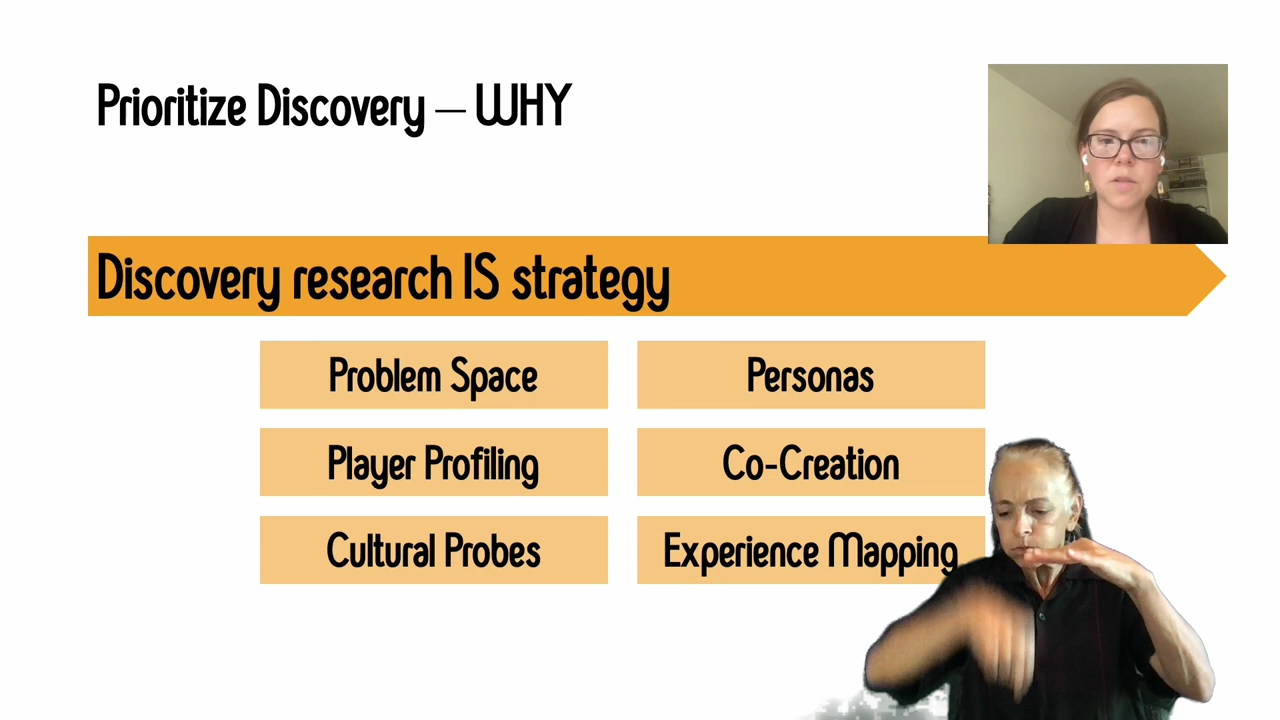 Prioritize Discovery – WHY
Discovery research IS strategy
Problem Space
Personas
Player Profiling
Co-Creation
Cultural Probes
Experience Mapping